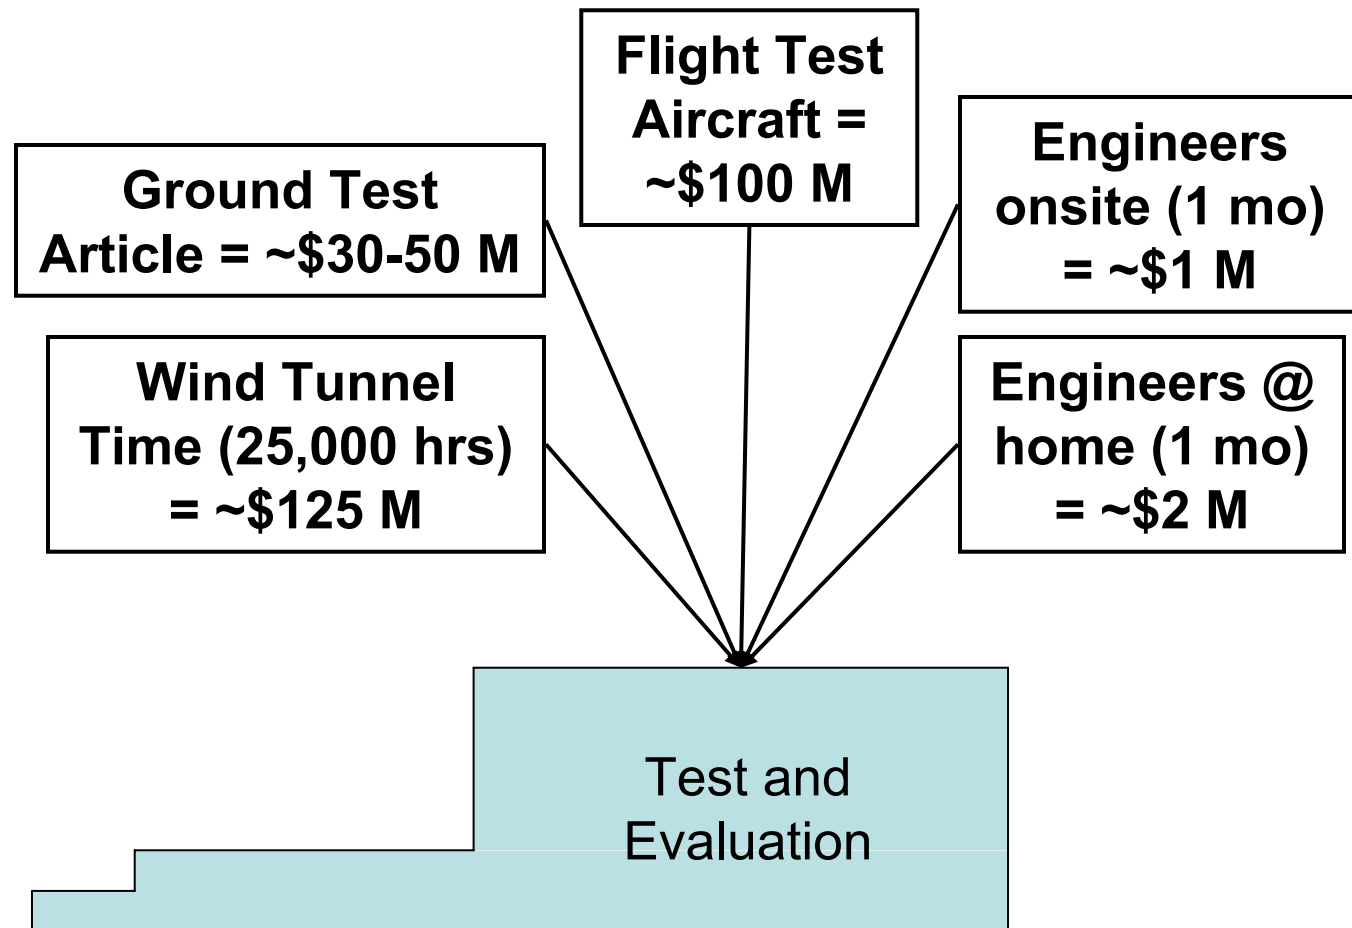 Flight Test
Aircraft =
~$100 M
Ground Test
Article = ~$30-50 M
Engineers
onsite (1 mo)
= ~$1 M
Wind Tunnel
Time (25,000 hrs)
= ~$125 M
Engineers @
home (1 mo)
= ~$2 M
Test and
Evaluation